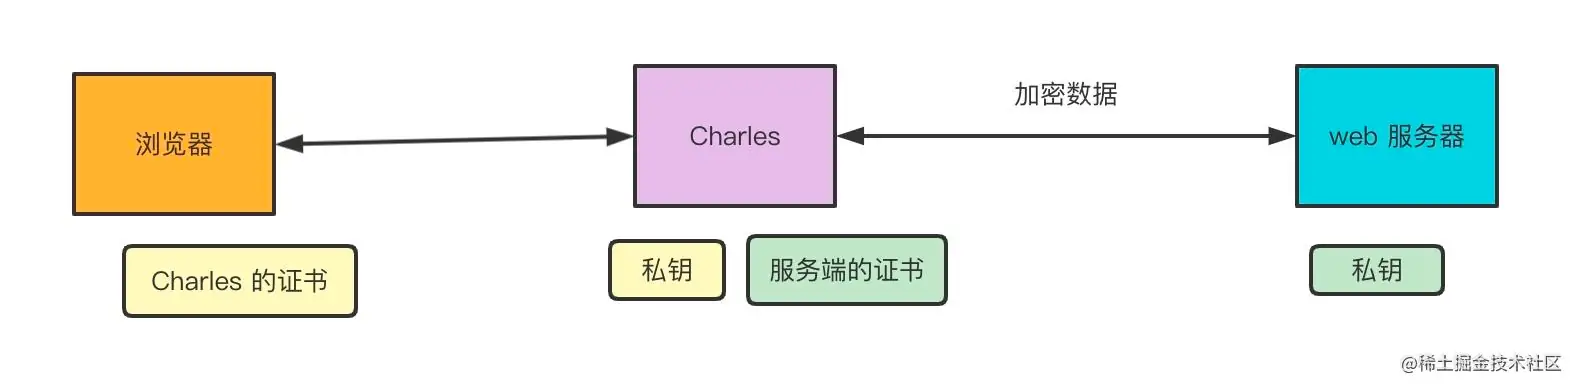 加密数据
浏览器
Charles
web 服务器
Charles 的证书
私钥
服务端的证书
私钥
@稀土掘金技术社区